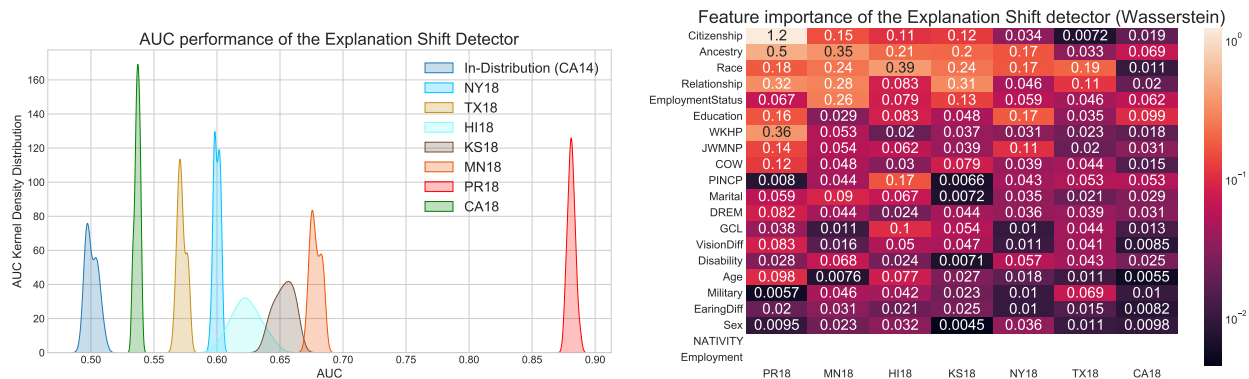 AUC performance of the Explanation Shift Detector
AUC Kernel Density Distribution
160
140
120
100
80
60
40
20
0
0.50 0.55 0.60 0.65 0.70 0.75 0.80 0.85 0.90
AUC
In-Distribution (CA14)
NY18
TX18
HI18
KS18
MN18
PR18
CA18
Feature importance of the Explanation Shift detector (Wasserstein)
Citizenship 1.2 0.15 0.11 0.12 0.034 0.0072 0.019
Ancestry 0.5 0.35 0.21 0.2 0.17 0.033 0.069
Race 0.18 0.24 0.39 0.24 0.17 0.19 0.011
Relationship 0.32 0.28 0.083 0.31 0.046 0.11 0.02
EmploymentStatus 0.067 0.26 0.079 0.13 0.059 0.046 0.062
Education 0.16 0.029 0.083 0.048 0.17 0.035 0.099
WKHP 0.36 0.053 0.02 0.037 0.031 0.023 0.018
JWMNP 0.14 0.054 0.062 0.039 0.11 0.02 0.031
COW 0.12 0.048 0.03 0.079 0.039 0.044 0.015
PINCP 0.008 0.044 0.17 0.0066 0.043 0.053 0.053
Marital 0.059 0.09 0.067 0.0072 0.035 0.021 0.029
DREM 0.082 0.044 0.024 0.044 0.036 0.039 0.031
GCL 0.038 0.011 0.1 0.054 0.01 0.044 0.013
VisionDiff 0.083 0.016 0.05 0.047 0.011 0.041 0.0085
Disability 0.028 0.068 0.024 0.0071 0.057 0.043 0.025
Age 0.098 0.0076 0.077 0.027 0.018 0.011 0.0055
Military 0.0057 0.046 0.042 0.023 0.01 0.069 0.01
EaringDiff 0.02 0.031 0.021 0.025 0.01 0.015 0.0082
Sex 0.0095 0.023 0.032 0.0045 0.036 0.011 0.0098
NATIVITY
Employment
PR18 MN18 HI18 KS18 NY18 TX18 CA18
10⁰
10⁻¹
10⁻²